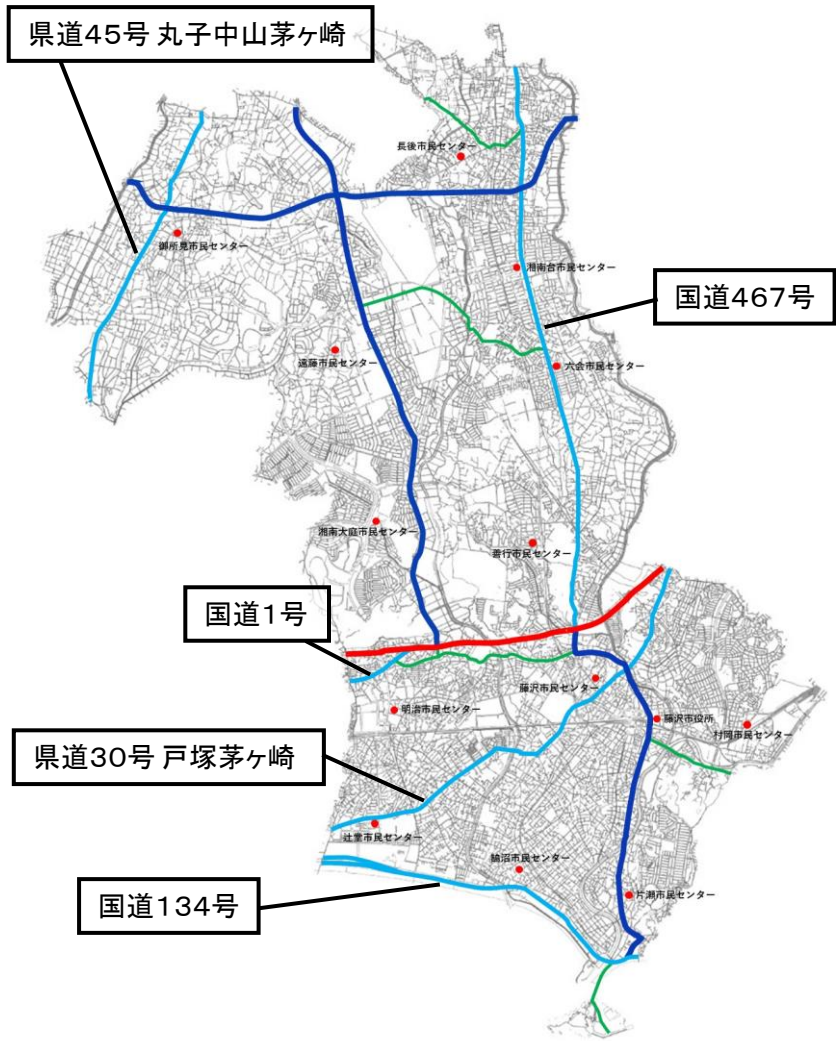 県道45号 丸子中山茅ヶ崎
長後市民センター
御所見市民センター
湘南台市民センター
国道467号
遠藤市民センター
六会市民センター
湘南大庭市民センター
善行市民センター
国道1号
藤沢市民センター
明治市民センター
藤沢市役所
村岡市民センター
県道30号 戸塚茅ヶ崎
辻堂市民センター
鵠沼市民センター
片瀬市民センター
国道134号